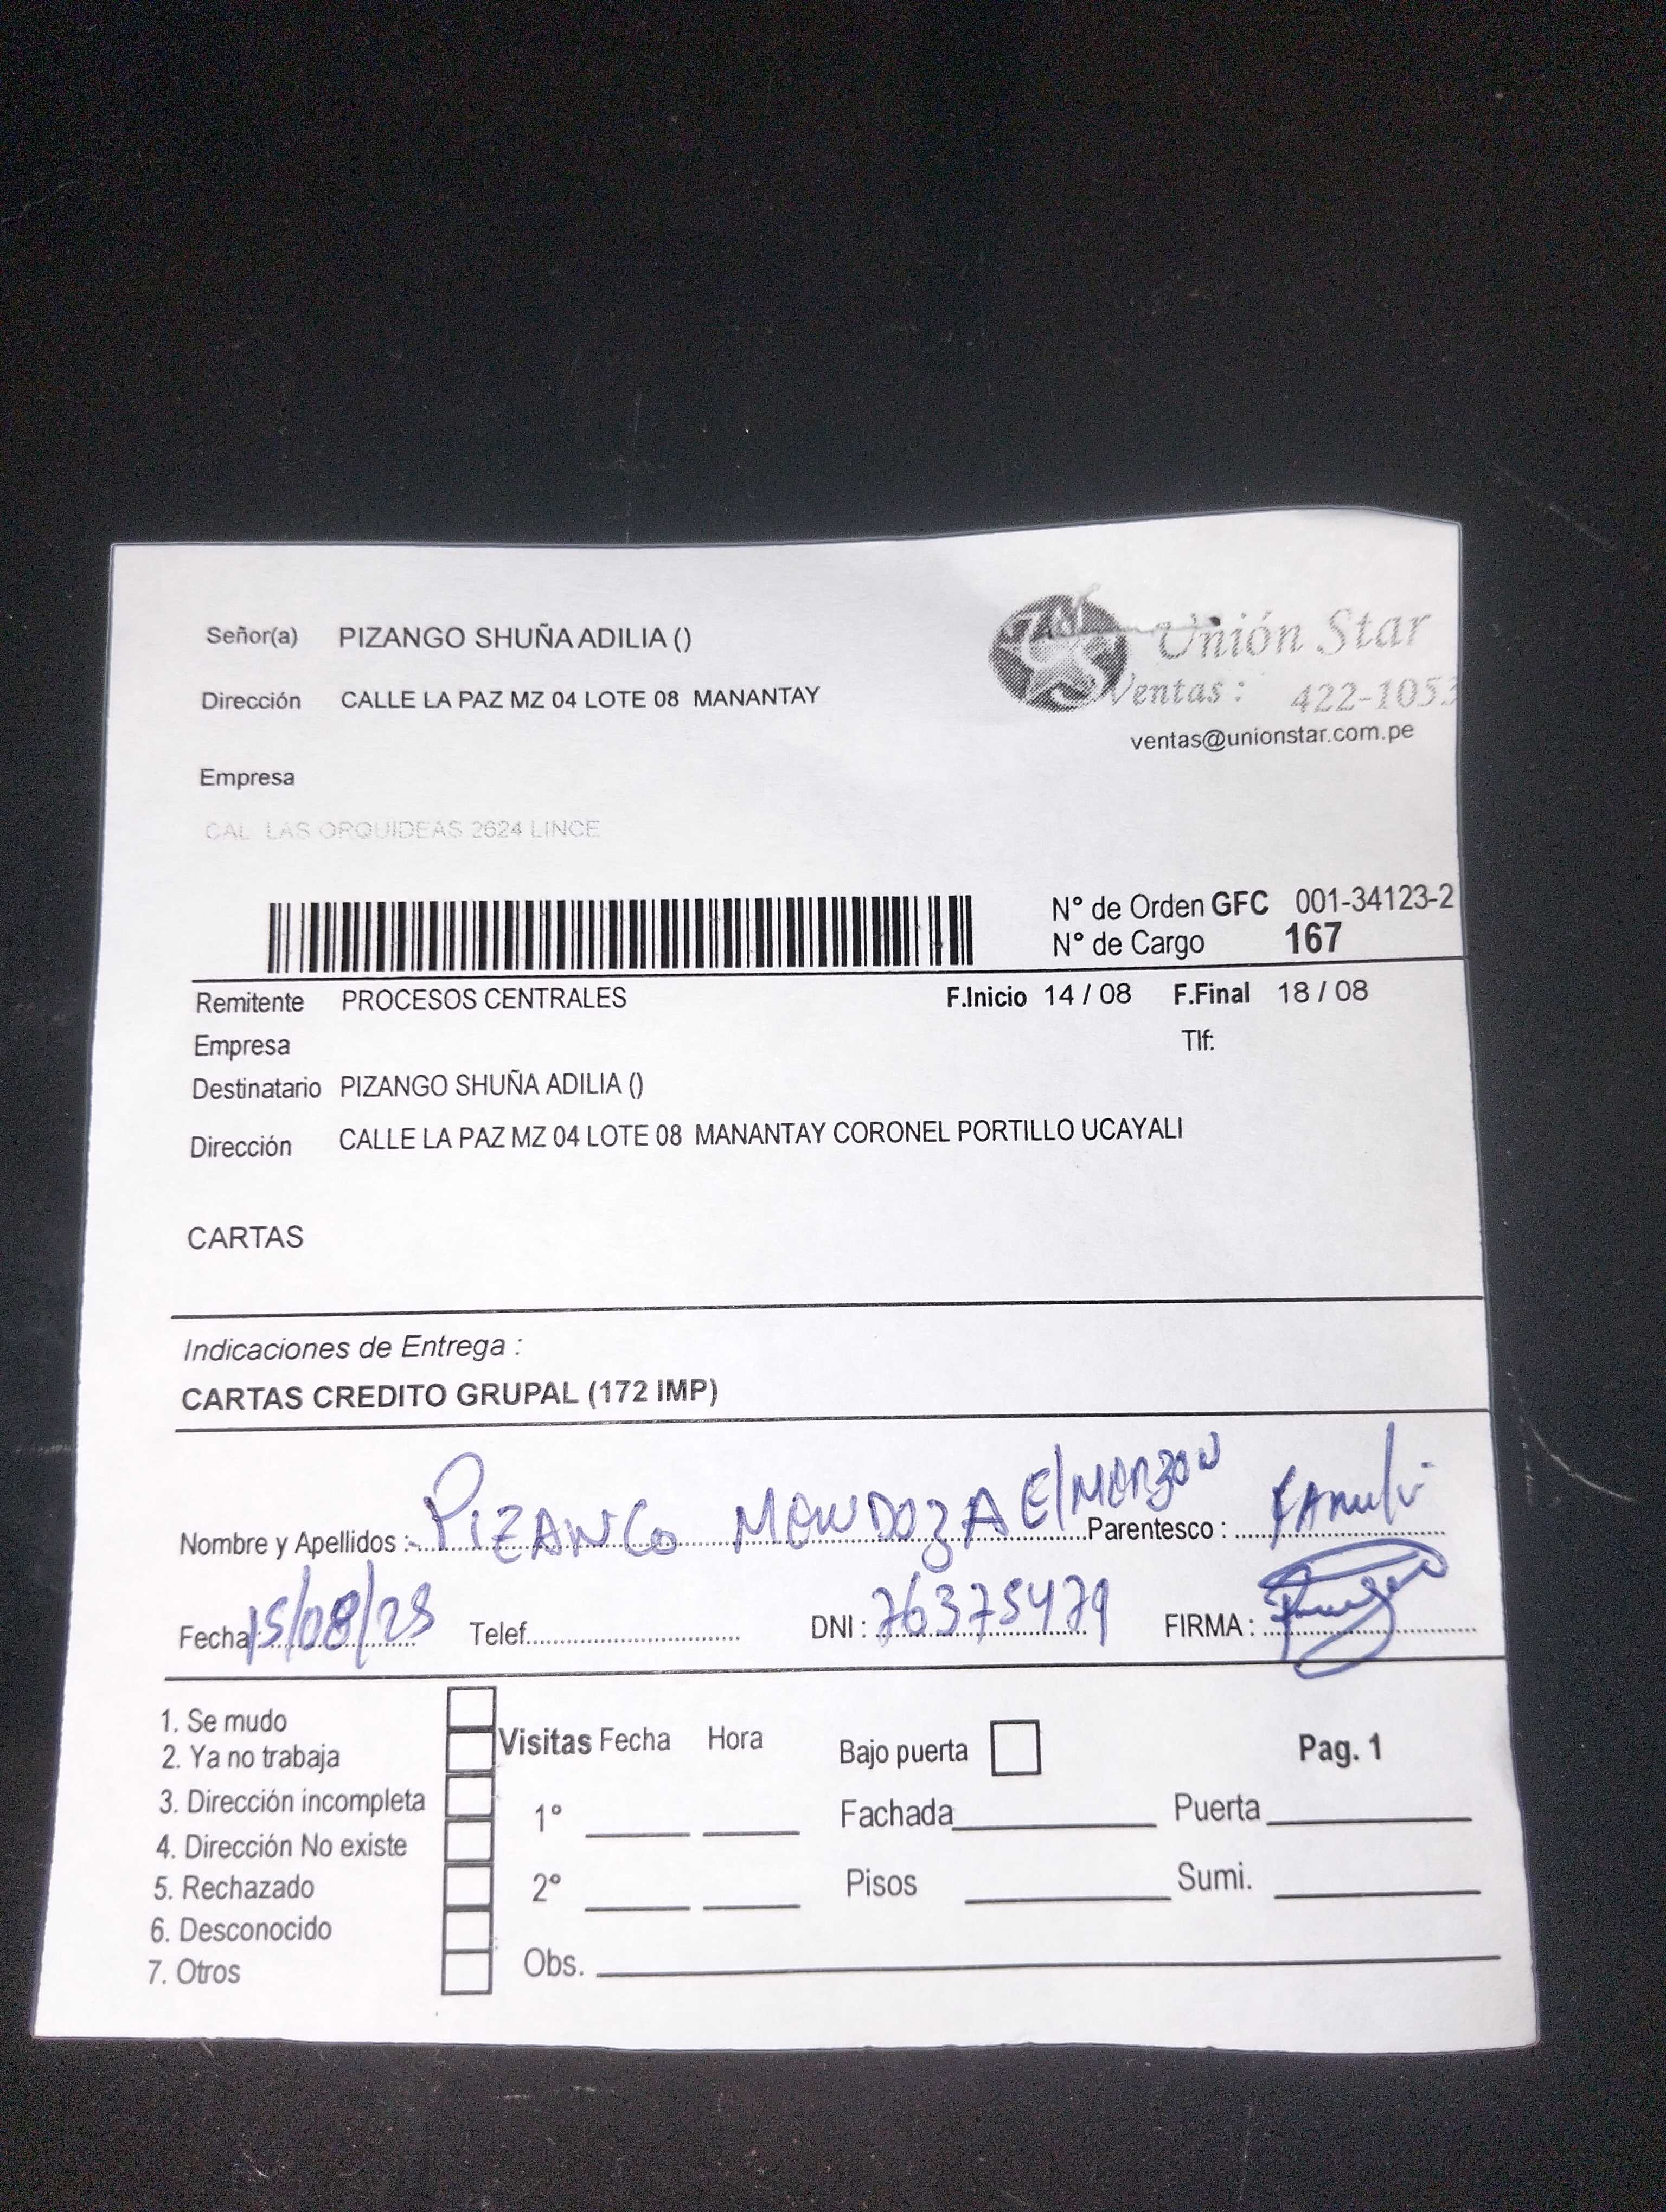 Señor(a) PIZANGO SHUÑA ADILIA ()
Unión Star
Dirección CALLE LA PAZ MZ 04 LOTE 08 MANANTAY
Ventas : 422-1053
ventas@unionstar.com.pe
Empresa
CAL LAS ORQUIDEAS 2624 LINCE
N° de Orden GFC 001-34123-2
N° de Cargo 167
Remitente PROCESOS CENTRALES F.Inicio 14 / 08 F.Final 18 / 08
Empresa Tlf:
Destinatario PIZANGO SHUÑA ADILIA ()
Dirección CALLE LA PAZ MZ 04 LOTE 08 MANANTAY CORONEL PORTILLO UCAYALI
CARTAS
Indicaciones de Entrega :
CARTAS CREDITO GRUPAL (172 IMP)
Nombre y Apellidos : PIZANGO MENDOZA Parentesco :
Fecha 15/08/25 Telef. DNI : 76375479 FIRMA :
1. Se mudo
2. Ya no trabaja
3. Dirección incompleta
4. Dirección No existe
5. Rechazado
6. Desconocido
7. Otros
Visitas Fecha Hora Bajo puerta Pag. 1
1° Fachada Puerta
2° Pisos Sumi.
Obs.